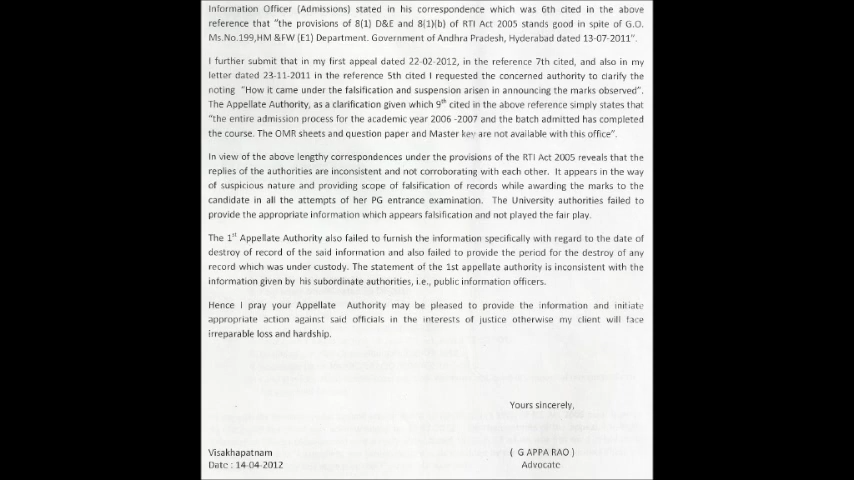 Information Officer (Admissions) stated in his correspondence which was 6th cited in the above
reference that "the provisions of 8(1) D&E and 8(1)(b) of RTI Act 2005 stands good in spite of G.O.
Ms.No.199,HM &FW (E1) Department. Government of Andhra Pradesh, Hyderabad dated 13-07-2011".
I further submit that in my first appeal dated 22-02-2012, in the reference 7th cited, and also in my
letter dated 23-11-2011 in the reference 5th cited I requested the concerned authority to clarify the
noting "How it came under the falsification and suspension arisen in announcing the marks observed".
The Appellate Authority, as a clarification given which 9th cited in the above reference simply states that
"the entire admission process for the academic year 2006 -2007 and the batch admitted has completed
the course. The OMR sheets and question paper and Master key are not available with this office".
In view of the above lengthy correspondences under the provisions of the RTI Act 2005 reveals that the
replies of the authorities are inconsistent and not corroborating with each other. It appears in the way
of suspicious nature and providing scope of falsification of records while awarding the marks to the
candidate in all the attempts of her PG entrance examination. The University authorities failed to
provide the appropriate information which appears falsification and not played the fair play.
The 1st Appellate Authority also failed to furnish the information specifically with regard to the date of
destroy of record of the said information and also failed to provide the period for the destroy of any
record which was under custody. The statement of the 1st appellate authority is inconsistent with the
information given by his subordinate authorities, i.e., public information officers.
Hence I pray your Appellate Authority may be pleased to provide the information and initiate
appropriate action against said officials in the interests of justice otherwise my client will face
irreparable loss and hardship.
Yours sincerely,
Visakhapatnam ( G APPA RAO )
Date : 14-04-2012 Advocate